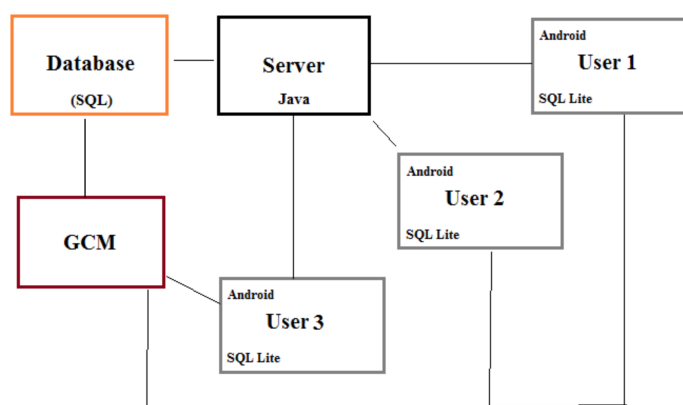 Database
(SQL)
Server
Java
Android
User 1
SQL Lite
Android
User 2
SQL Lite
GCM
Android
User 3
SQL Lite